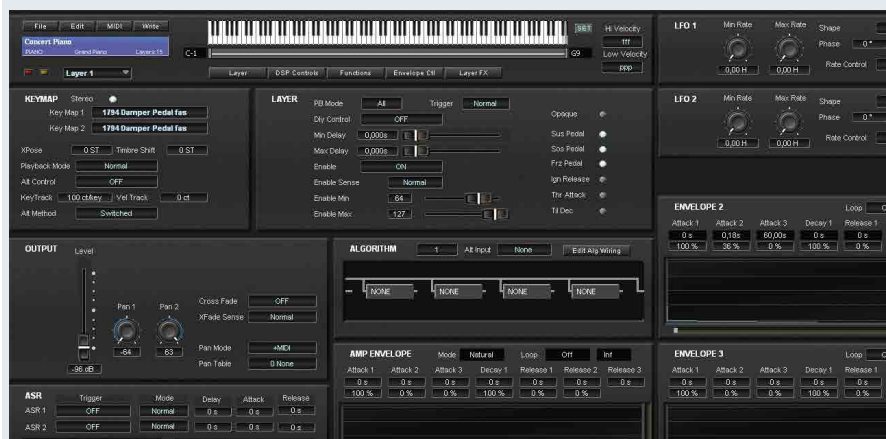 File Edit MIDI Write
Concert Piano
PIANO Grand Piano Layers:15
C-1 G9
Hi Velocity
fff
Low Velocity
ppp
Layer 1
Layer DSP Controls Functions Envelope Ctl Layer FX
LFO 1 Min Rate Max Rate Shape
Phase 0°
0,00 H 0,00 H Rate Control
KEYMAP Stereo
Key Map 1 1794 Damper Pedal fas
Key Map 2 1794 Damper Pedal fas
XPose 0 ST Timbre Shift 0 ST
Playback Mode Normal
Alt Control OFF
KeyTrack 100 ct/key Vel Track 0 ct
Alt Method Switched
LAYER PB Mode All Trigger Normal
Dly Control OFF
Min Delay 0,000s
Max Delay 0,000s
Enable ON
Enable Sense Normal
Enable Min 64
Enable Max 127
Opaque
Sus Pedal
Sos Pedal
Frz Pedal
Ign Release
Thr Attack
Til Dec
LFO 2 Min Rate Max Rate Shape
Phase 0°
0,00 H 0,00 H Rate Control
ENVELOPE 2 Loop
Attack 1 Attack 2 Attack 3 Decay 1 Release 1
0 s 0,18s 60,00s 0 s 0 s
100 % 36 % 0 % 100 % 0 %
OUTPUT Level
Pan 1 Pan 2
-64 63
-96 dB
Cross Fade OFF
XFade Sense Normal
Pan Mode +MIDI
Pan Table 0 None
ALGORITHM 1 Alt Input None Edit Alg Wiring
NONE NONE NONE NONE
AMP ENVELOPE Mode Natural Loop Off Inf
Attack 1 Attack 2 Attack 3 Decay 1 Release 1 Release 2 Release 3
0 s 0 s 0 s 0 s 0 s 0 s 0 s
100 % 0 % 0 % 100 % 0 % 0 %
ENVELOPE 3 Loop
Attack 1 Attack 2 Attack 3 Decay 1 Release 1
0 s 0 s 0 s 0 s 0 s
100 % 0 % 0 % 100 % 0 %
ASR Trigger Mode Delay Attack Release
ASR 1 OFF Normal 0 s 0 s 0 s
ASR 2 OFF Normal 0 s 0 s 0 s